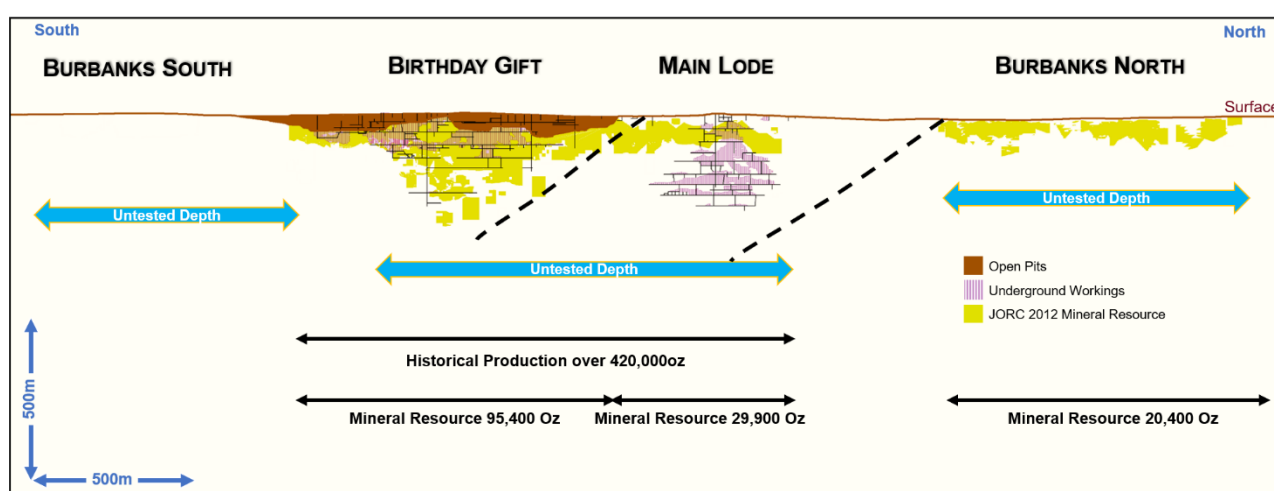 South
North
BURBANKS SOUTH
BIRTHDAY GIFT
MAIN LODE
BURBANKS NORTH
Surface
Untested Depth
Untested Depth
Untested Depth
Open Pits
Underground Workings
JORC 2012 Mineral Resource
Historical Production over 420,000oz
Mineral Resource 95,400 Oz
Mineral Resource 29,900 Oz
Mineral Resource 20,400 Oz
500m
500m